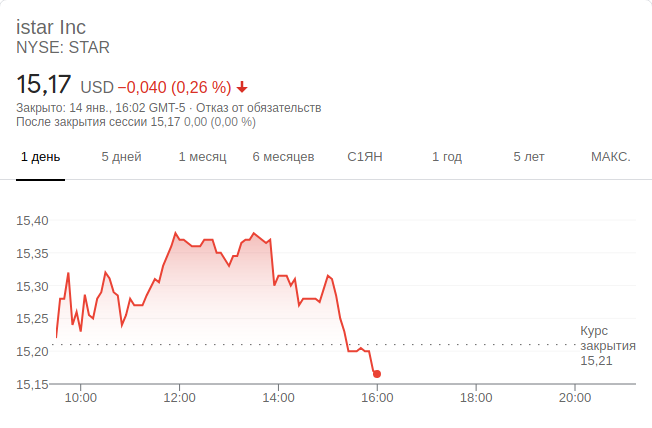 istar Inc
NYSE: STAR
15,17 USD −0,040 (0,26 %)
Закрыто: 14 янв., 16:02 GMT-5 · Отказ от обязательств
После закрытия сессии 15,17 0,00 (0,00 %)
1 день 5 дней 1 месяц 6 месяцев С1ЯН 1 год 5 лет МАКС.
15,40
15,35
15,30
15,25
15,20
15,15
Курс
закрытия
15,21
10:00 12:00 14:00 16:00 18:00 20:00